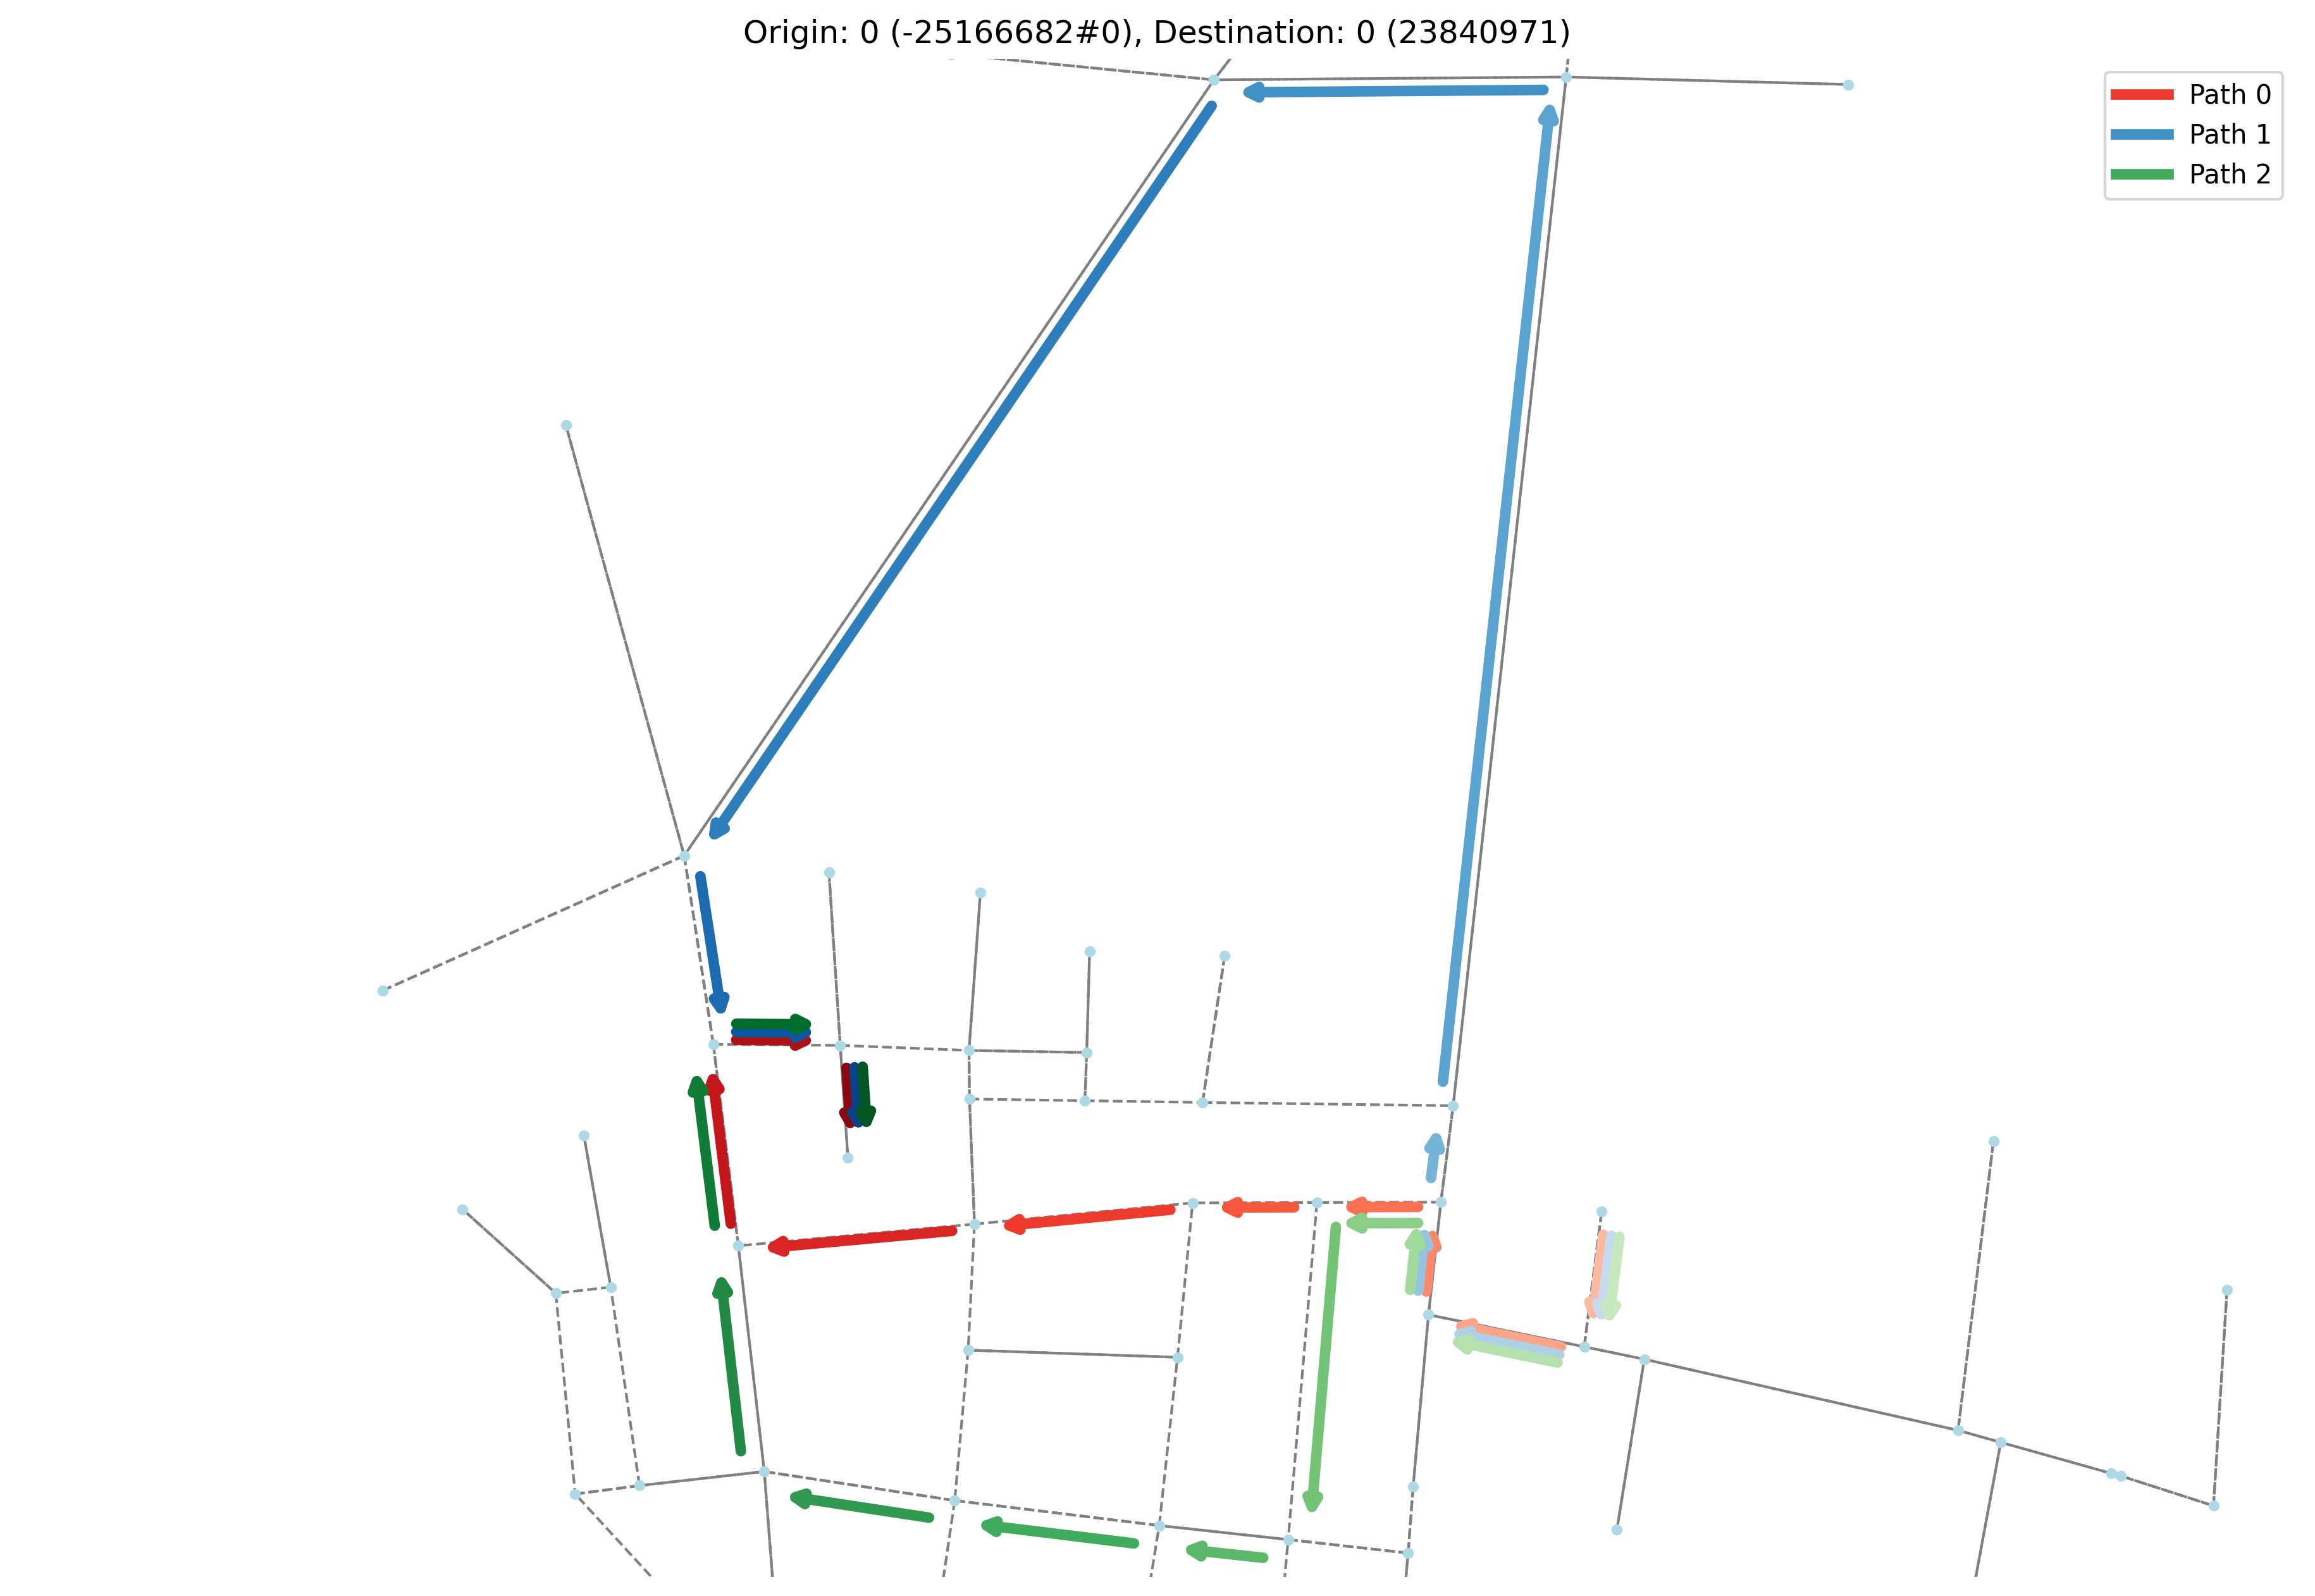 Origin: 0 (-25166682#0), Destination: 0 (23840971)
Path 0
Path 1
Path 2